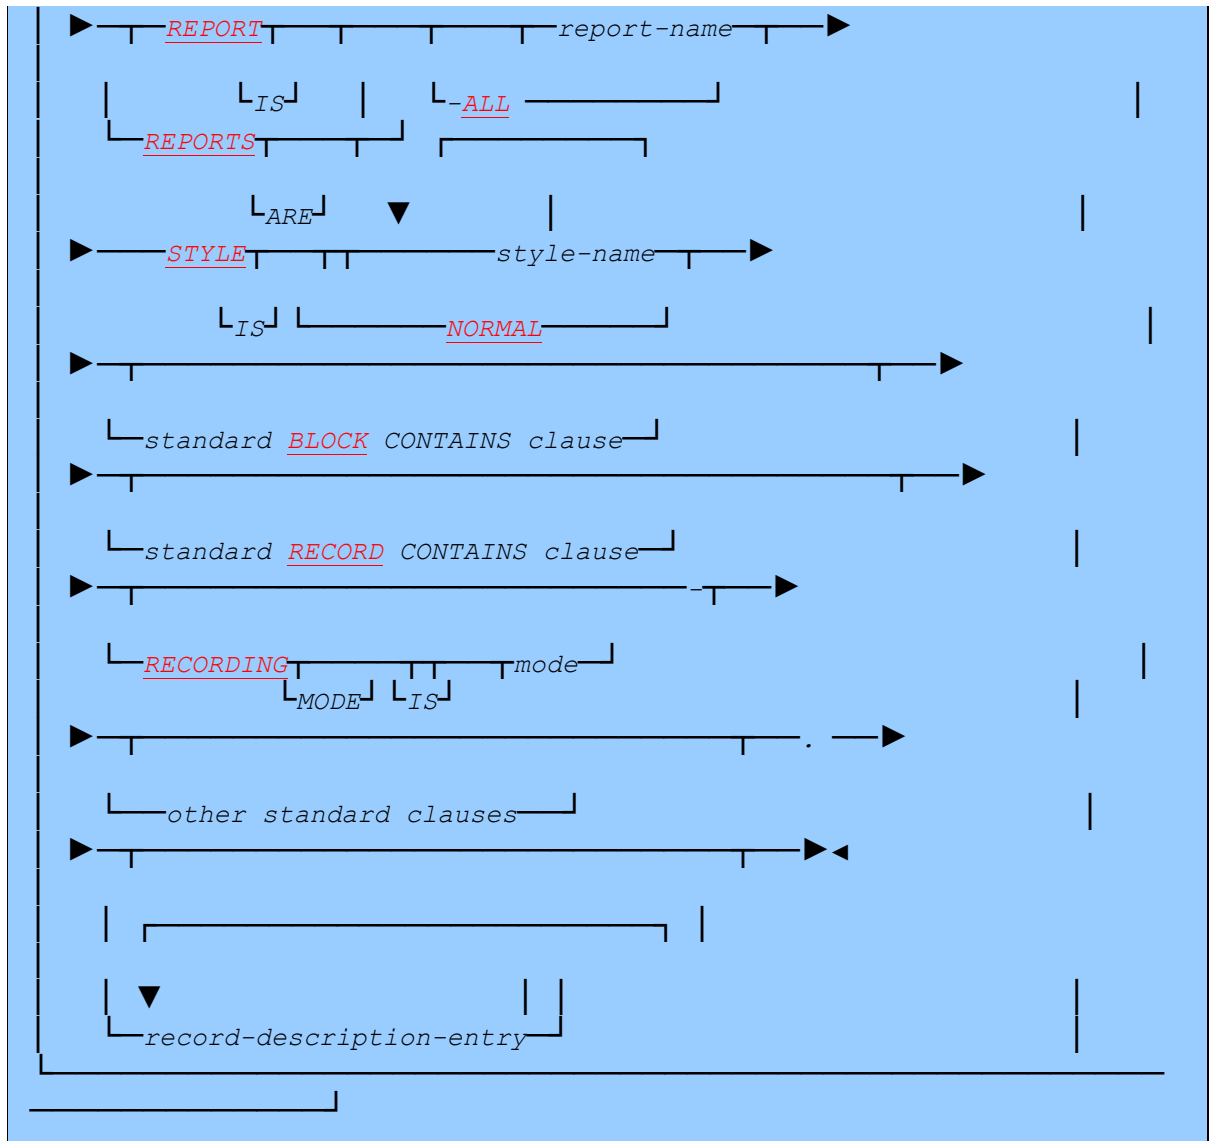 REPORT report-name
IS -ALL
REPORTS
ARE
STYLE style-name
IS NORMAL
standard BLOCK CONTAINS clause
standard RECORD CONTAINS clause
-
RECORDING mode
MODE IS
.
other standard clauses
record-description-entry